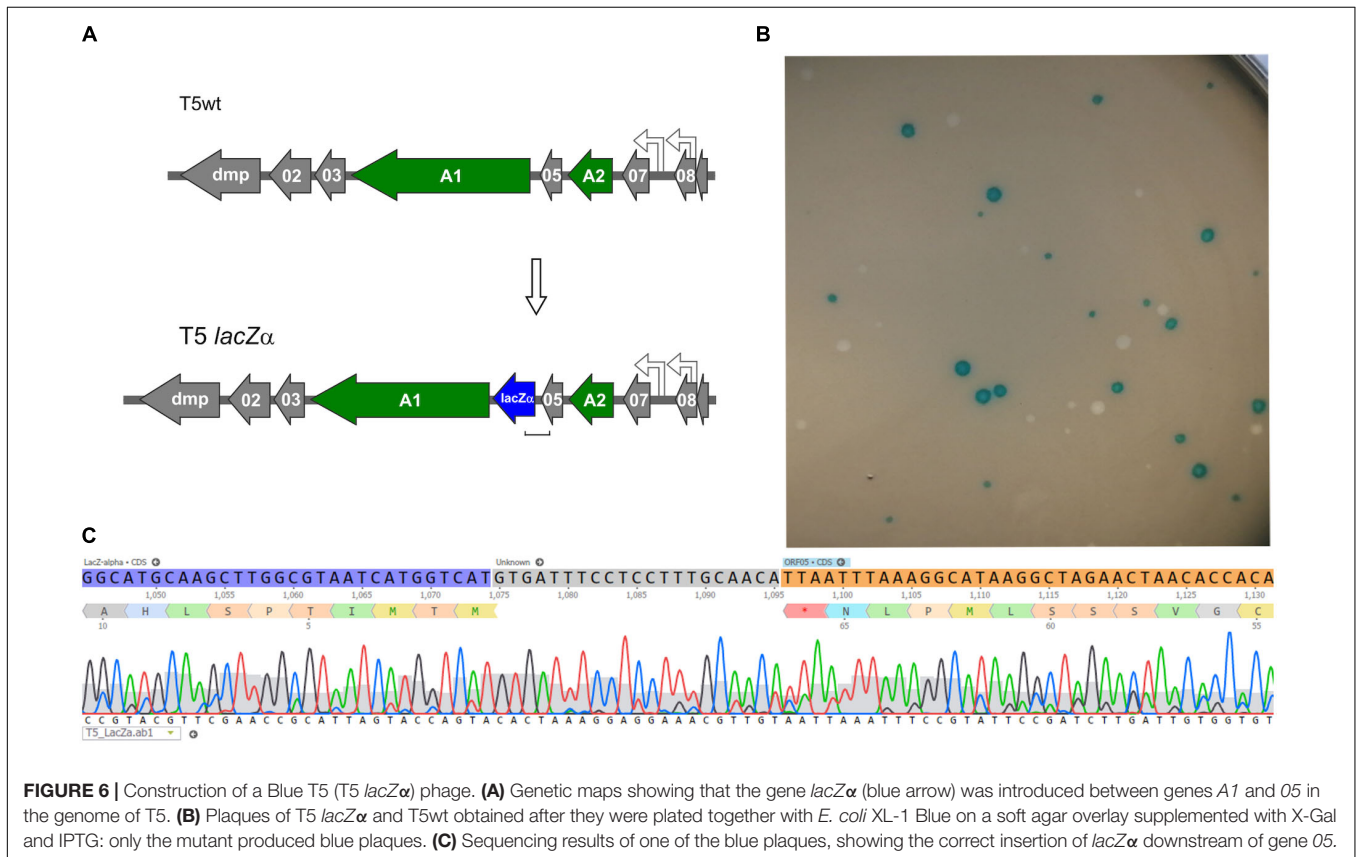 A
B
T5wt
dmp 02 03 A1 05 A2 07 08
T5 lacZα
dmp 02 03 A1 lacZα 05 A2 07 08
C
LacZ-alpha • CDS Unknown ORF05 • CDS
GGCATGCAAGCTTGGCGTAATCATGGTCATGTGATTTCCTCCTTTGCAACATTAATTTAAAGGCATAAGGCTAGAACTAACACCACA
1,050 1,055 1,060 1,065 1,070 1,075 1,080 1,085 1,090 1,095 1,100 1,105 1,110 1,115 1,120 1,125 1,130
A H L S P T I M T M * N L P M L S S S V G C
10 5 65 60 55
CCGTACGTTCGAACCGCATTAGTACCAGTACACTAAAGGAGGAAACGTTGTAATTAAATTTCCGTATTCCGATCTTGATTGTGGTGT
T5_LacZa.ab1
FIGURE 6 | Construction of a Blue T5 (T5 lacZα) phage. (A) Genetic maps showing that the gene lacZα (blue arrow) was introduced between genes A1 and 05 in
the genome of T5. (B) Plaques of T5 lacZα and T5wt obtained after they were plated together with E. coli XL-1 Blue on a soft agar overlay supplemented with X-Gal
and IPTG: only the mutant produced blue plaques. (C) Sequencing results of one of the blue plaques, showing the correct insertion of lacZα downstream of gene 05.